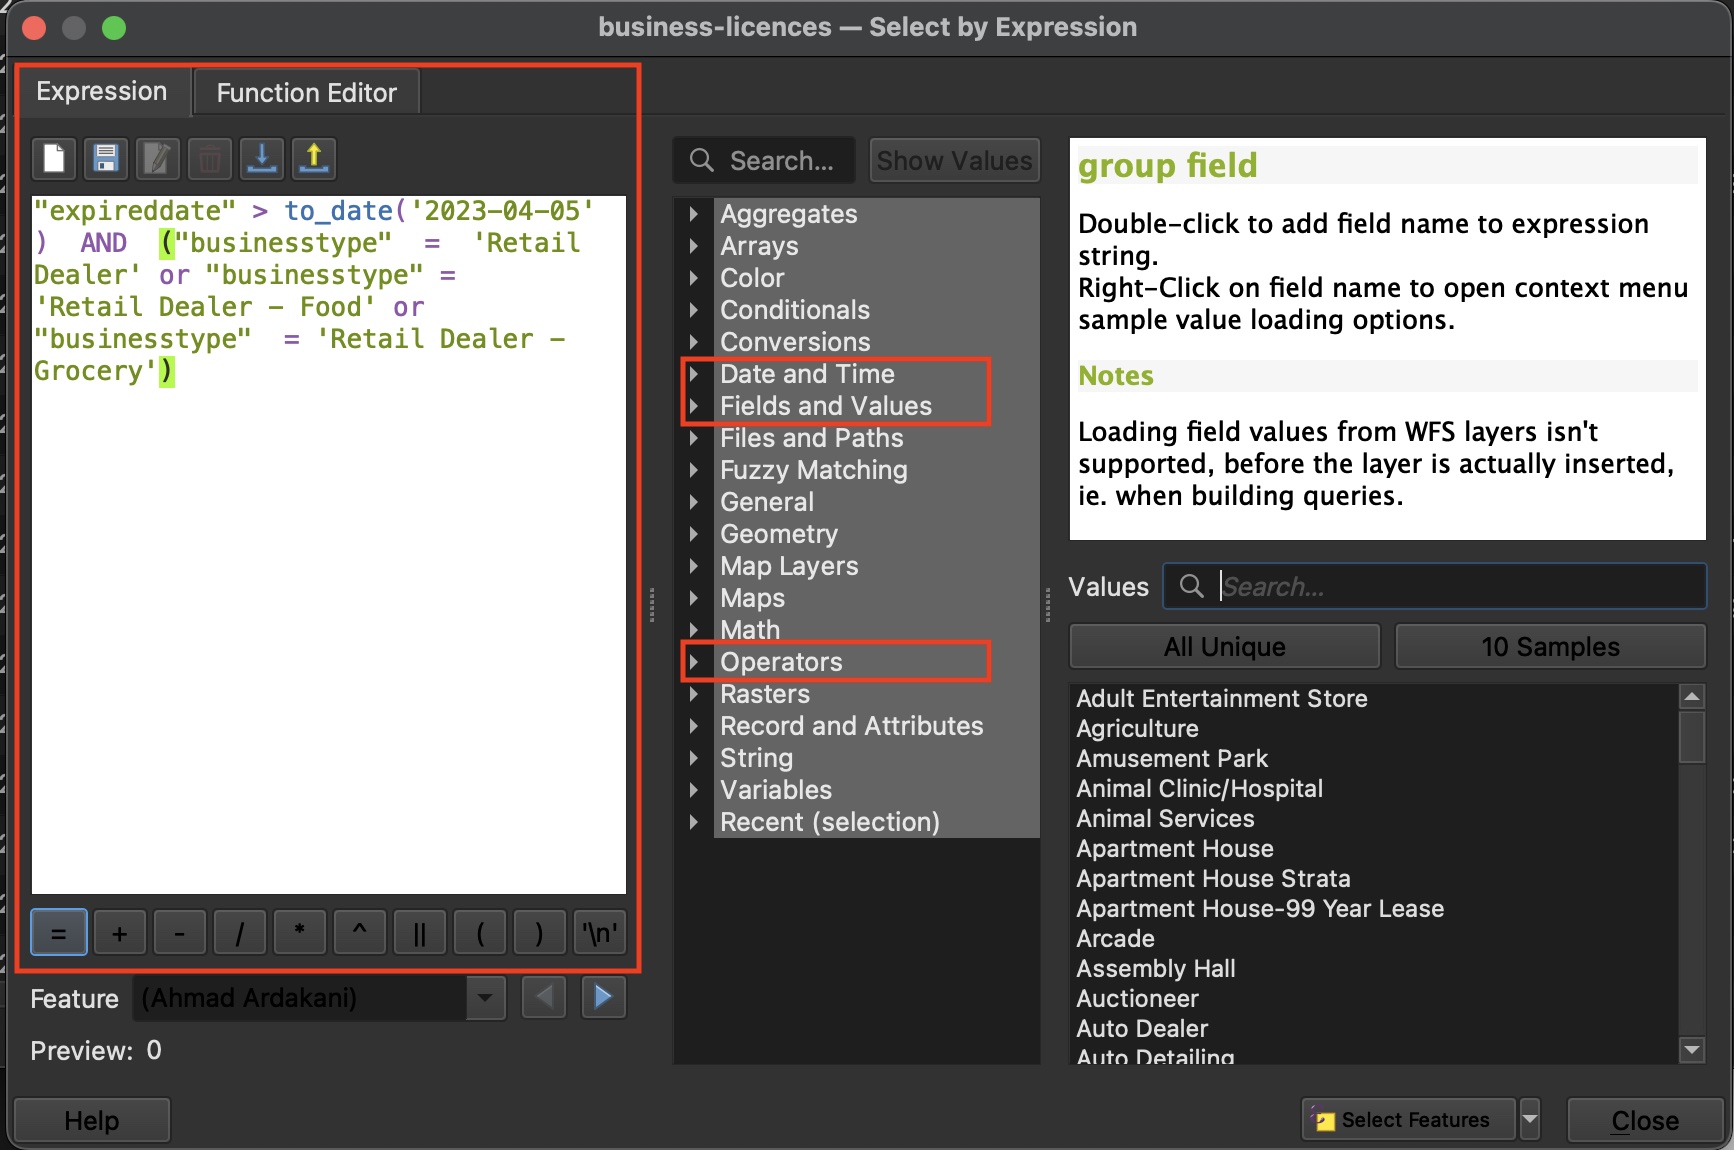 business-licences — Select by Expression
Expression
Function Editor
"expireddate" > to_date('2023-04-05'
)  AND  ("businesstype"  =  'Retail
Dealer' or "businesstype" =
'Retail Dealer - Food' or
"businesstype"  = 'Retail Dealer -
Grocery')
= + - / * ^ || ( ) '\n'
Feature (Ahmad Ardakani)
Preview: 0
Search...
Show Values
Aggregates
Arrays
Color
Conditionals
Conversions
Date and Time
Fields and Values
Files and Paths
Fuzzy Matching
General
Geometry
Map Layers
Maps
Math
Operators
Rasters
Record and Attributes
String
Variables
Recent (selection)
group field
Double-click to add field name to expression
string.
Right-Click on field name to open context menu
sample value loading options.
Notes
Loading field values from WFS layers isn't
supported, before the layer is actually inserted,
ie. when building queries.
Values Search...
All Unique
10 Samples
Adult Entertainment Store
Agriculture
Amusement Park
Animal Clinic/Hospital
Animal Services
Apartment House
Apartment House Strata
Apartment House-99 Year Lease
Arcade
Assembly Hall
Auctioneer
Auto Dealer
Auto Detailing
Help
Select Features
Close